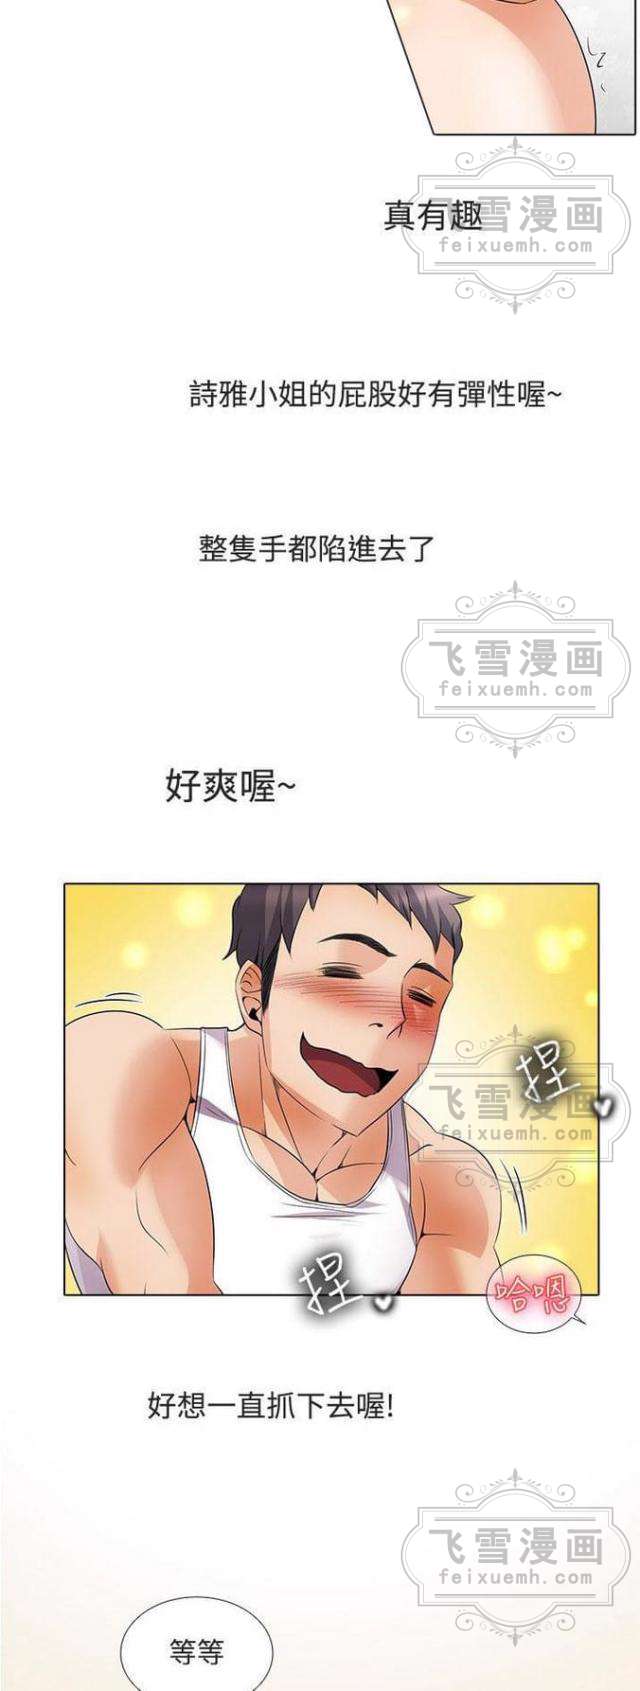 真有趣
飞雪漫画
feixuemh.com
詩雅小姐的屁股好有彈性喔~
整隻手都陷進去了
飞雪漫画
feixuemh.com
好爽喔~
捏
飞雪漫画
feixuemh.com
捏
哈嗯
好想一直抓下去喔!
飞雪漫画
feixuemh.com
等等